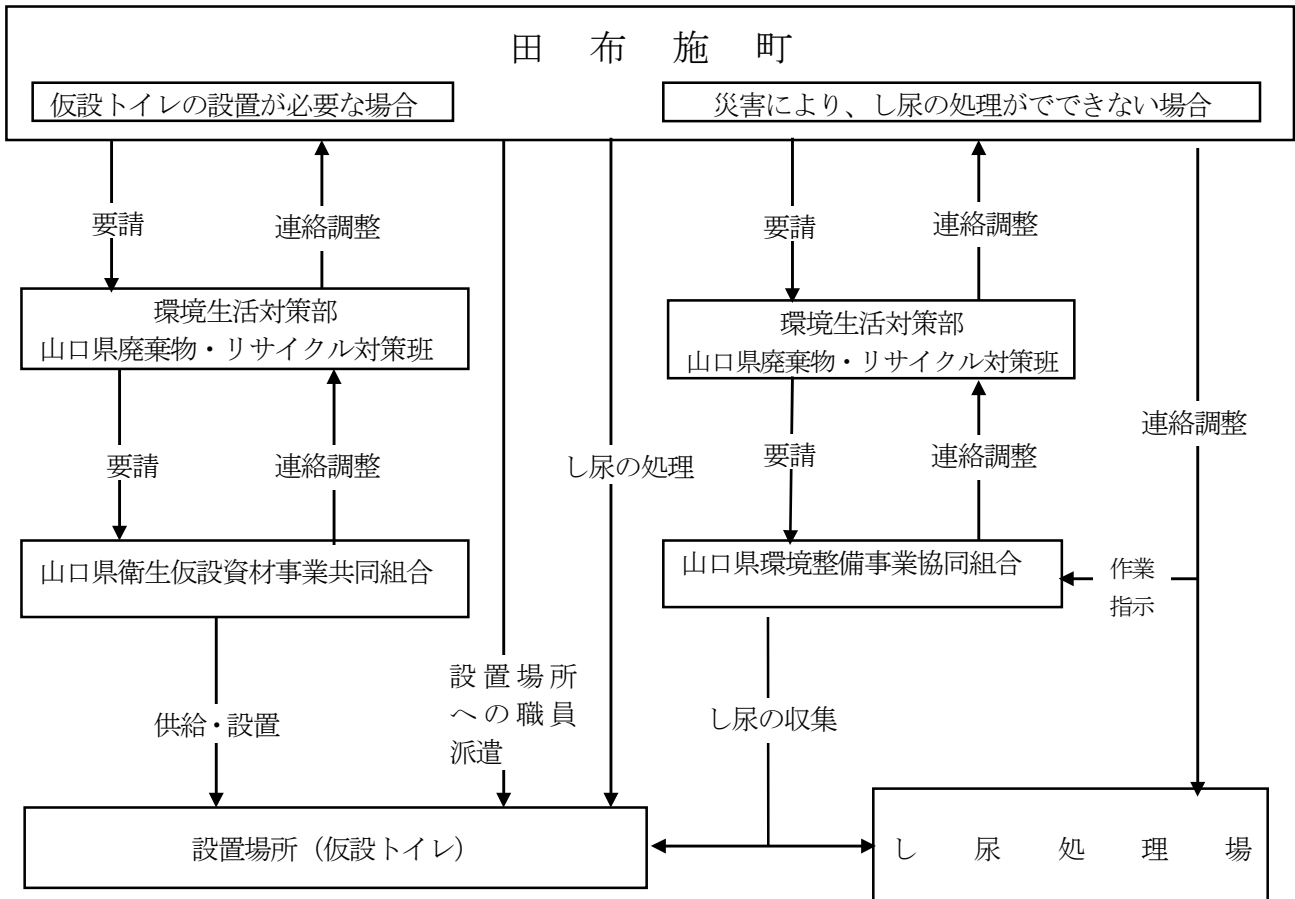 田布施町
仮設トイレの設置が必要な場合
災害により、し尿の処理がでできない場合
要請
連絡調整
要請
連絡調整
環境生活対策部
山口県廃棄物・リサイクル対策班
環境生活対策部
山口県廃棄物・リサイクル対策班
連絡調整
要請
連絡調整
し尿の処理
要請
連絡調整
山口県衛生仮設資材事業共同組合
山口県環境整備事業協同組合
作業
指示
設置場所
への職員
派遣
供給・設置
し尿の収集
設置場所（仮設トイレ）
し尿処理場